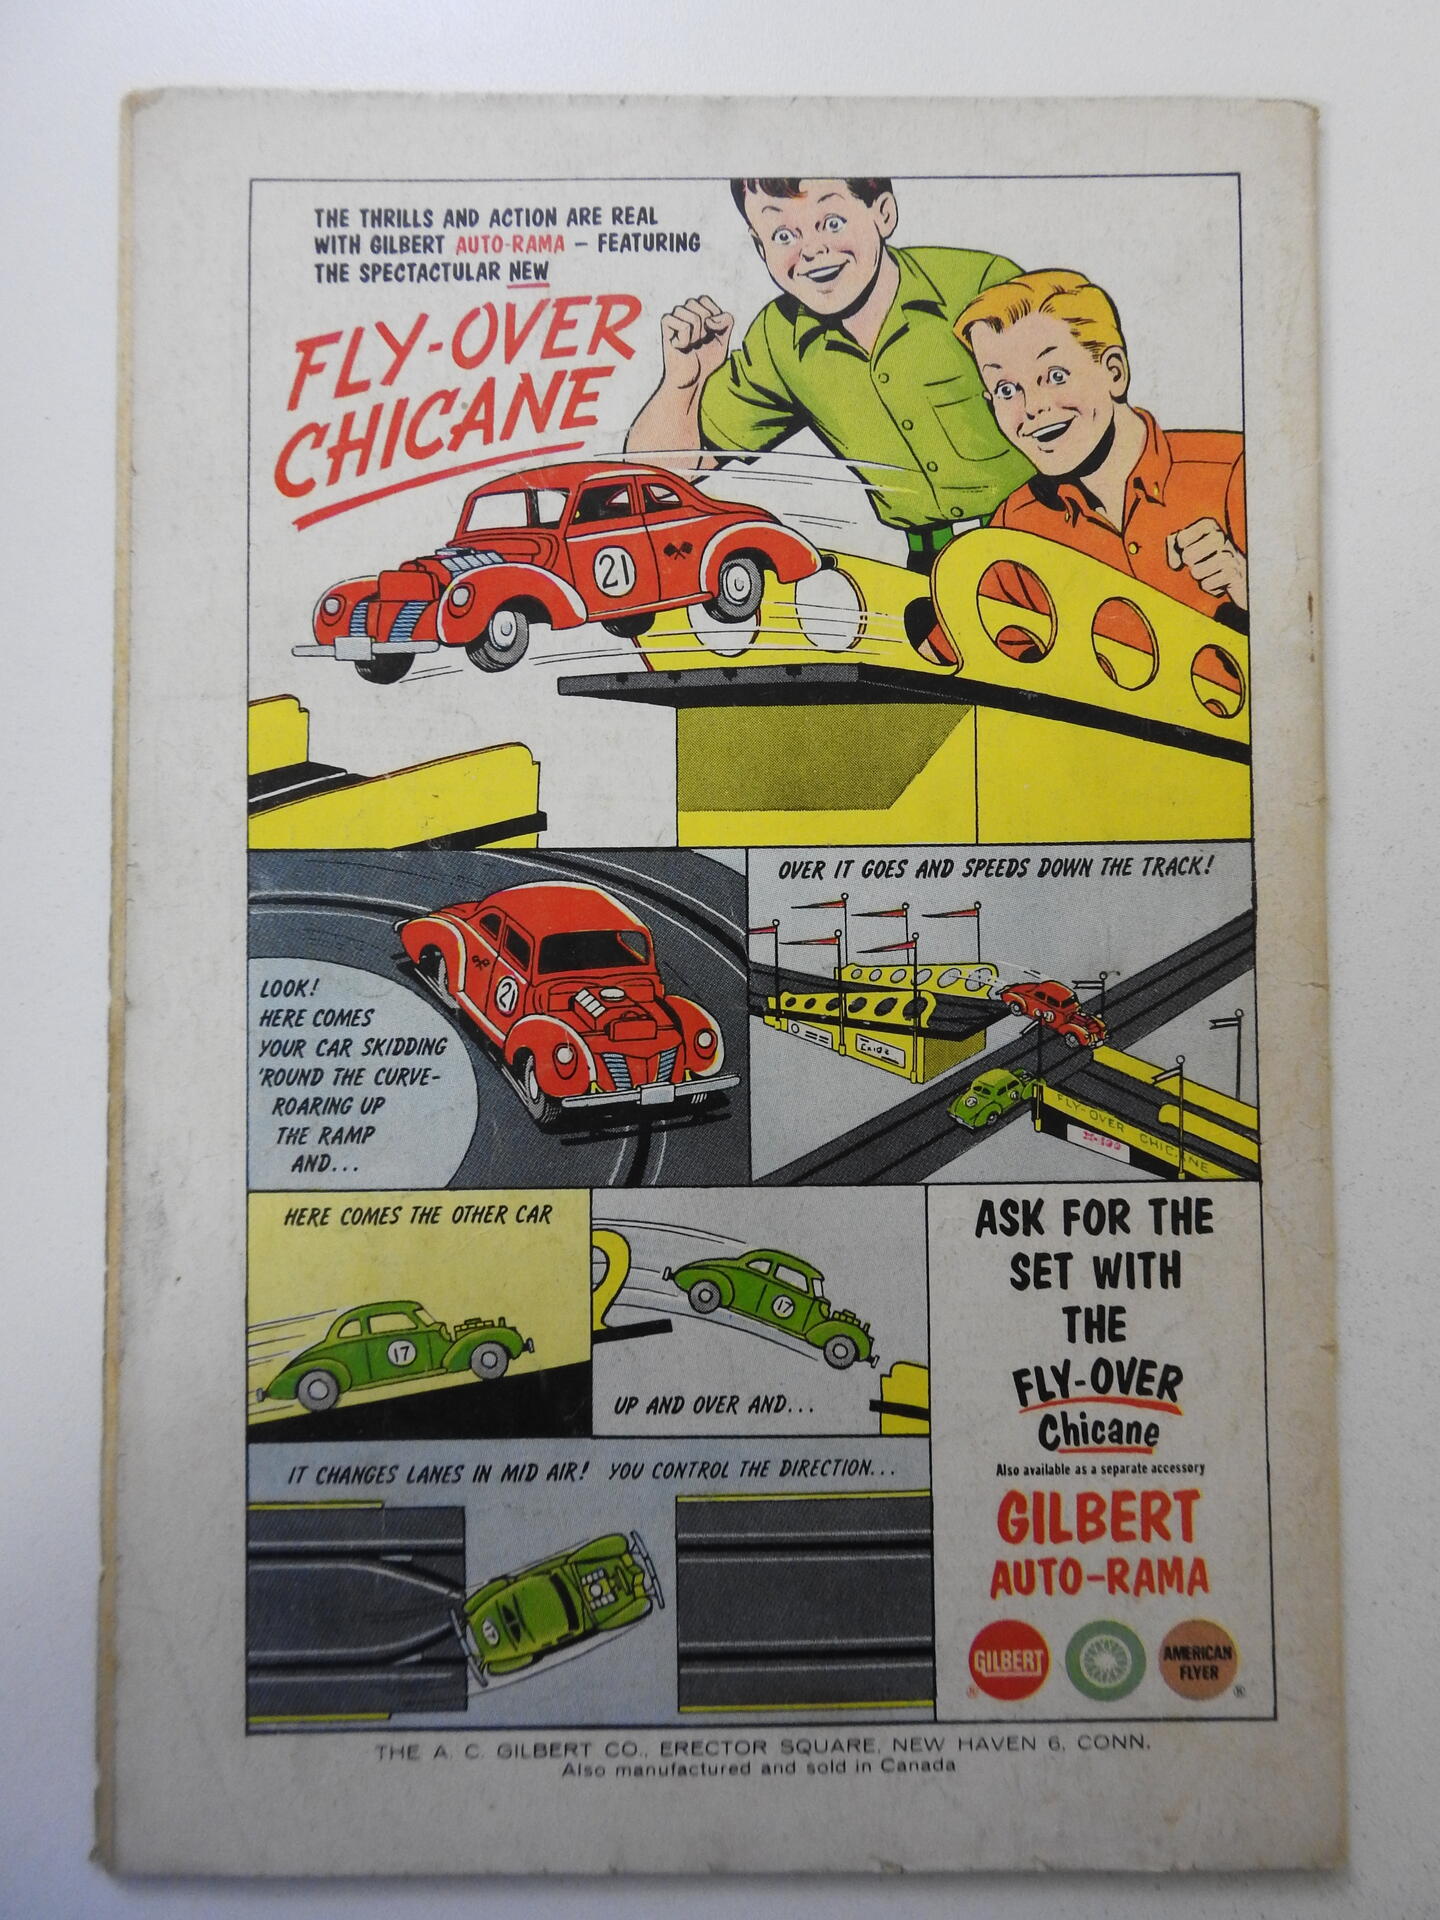 THE THRILLS AND ACTION ARE REAL
WITH GILBERT AUTO-RAMA – FEATURING
THE SPECTACTULAR NEW
FLY-OVER
CHICANE
21
LOOK!
HERE COMES
YOUR CAR SKIDDING
'ROUND THE CURVE-
ROARING UP
THE RAMP
AND...
21
OVER IT GOES AND SPEEDS DOWN THE TRACK!
FLY-OVER CHICANE
HERE COMES THE OTHER CAR
17
17
UP AND OVER AND...
IT CHANGES LANES IN MID AIR! YOU CONTROL THE DIRECTION...
17
ASK FOR THE
SET WITH
THE
FLY-OVER
Chicane
Also available as a separate accessory
GILBERT
AUTO-RAMA
GILBERT
®
AMERICAN
FLYER
®
THE A. C. GILBERT CO., ERECTOR SQUARE, NEW HAVEN 6, CONN.
Also manufactured and sold in Canada